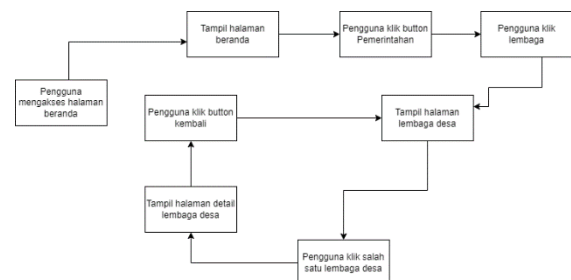 Pengguna
mengakses halaman
beranda
Tampil halaman
beranda
Pengguna klik button
Pemerintahan
Pengguna klik
lembaga
Tampil halaman
lembaga desa
Pengguna klik salah
satu lembaga desa
Tampil halaman detail
lembaga desa
Pengguna klik button
kembali